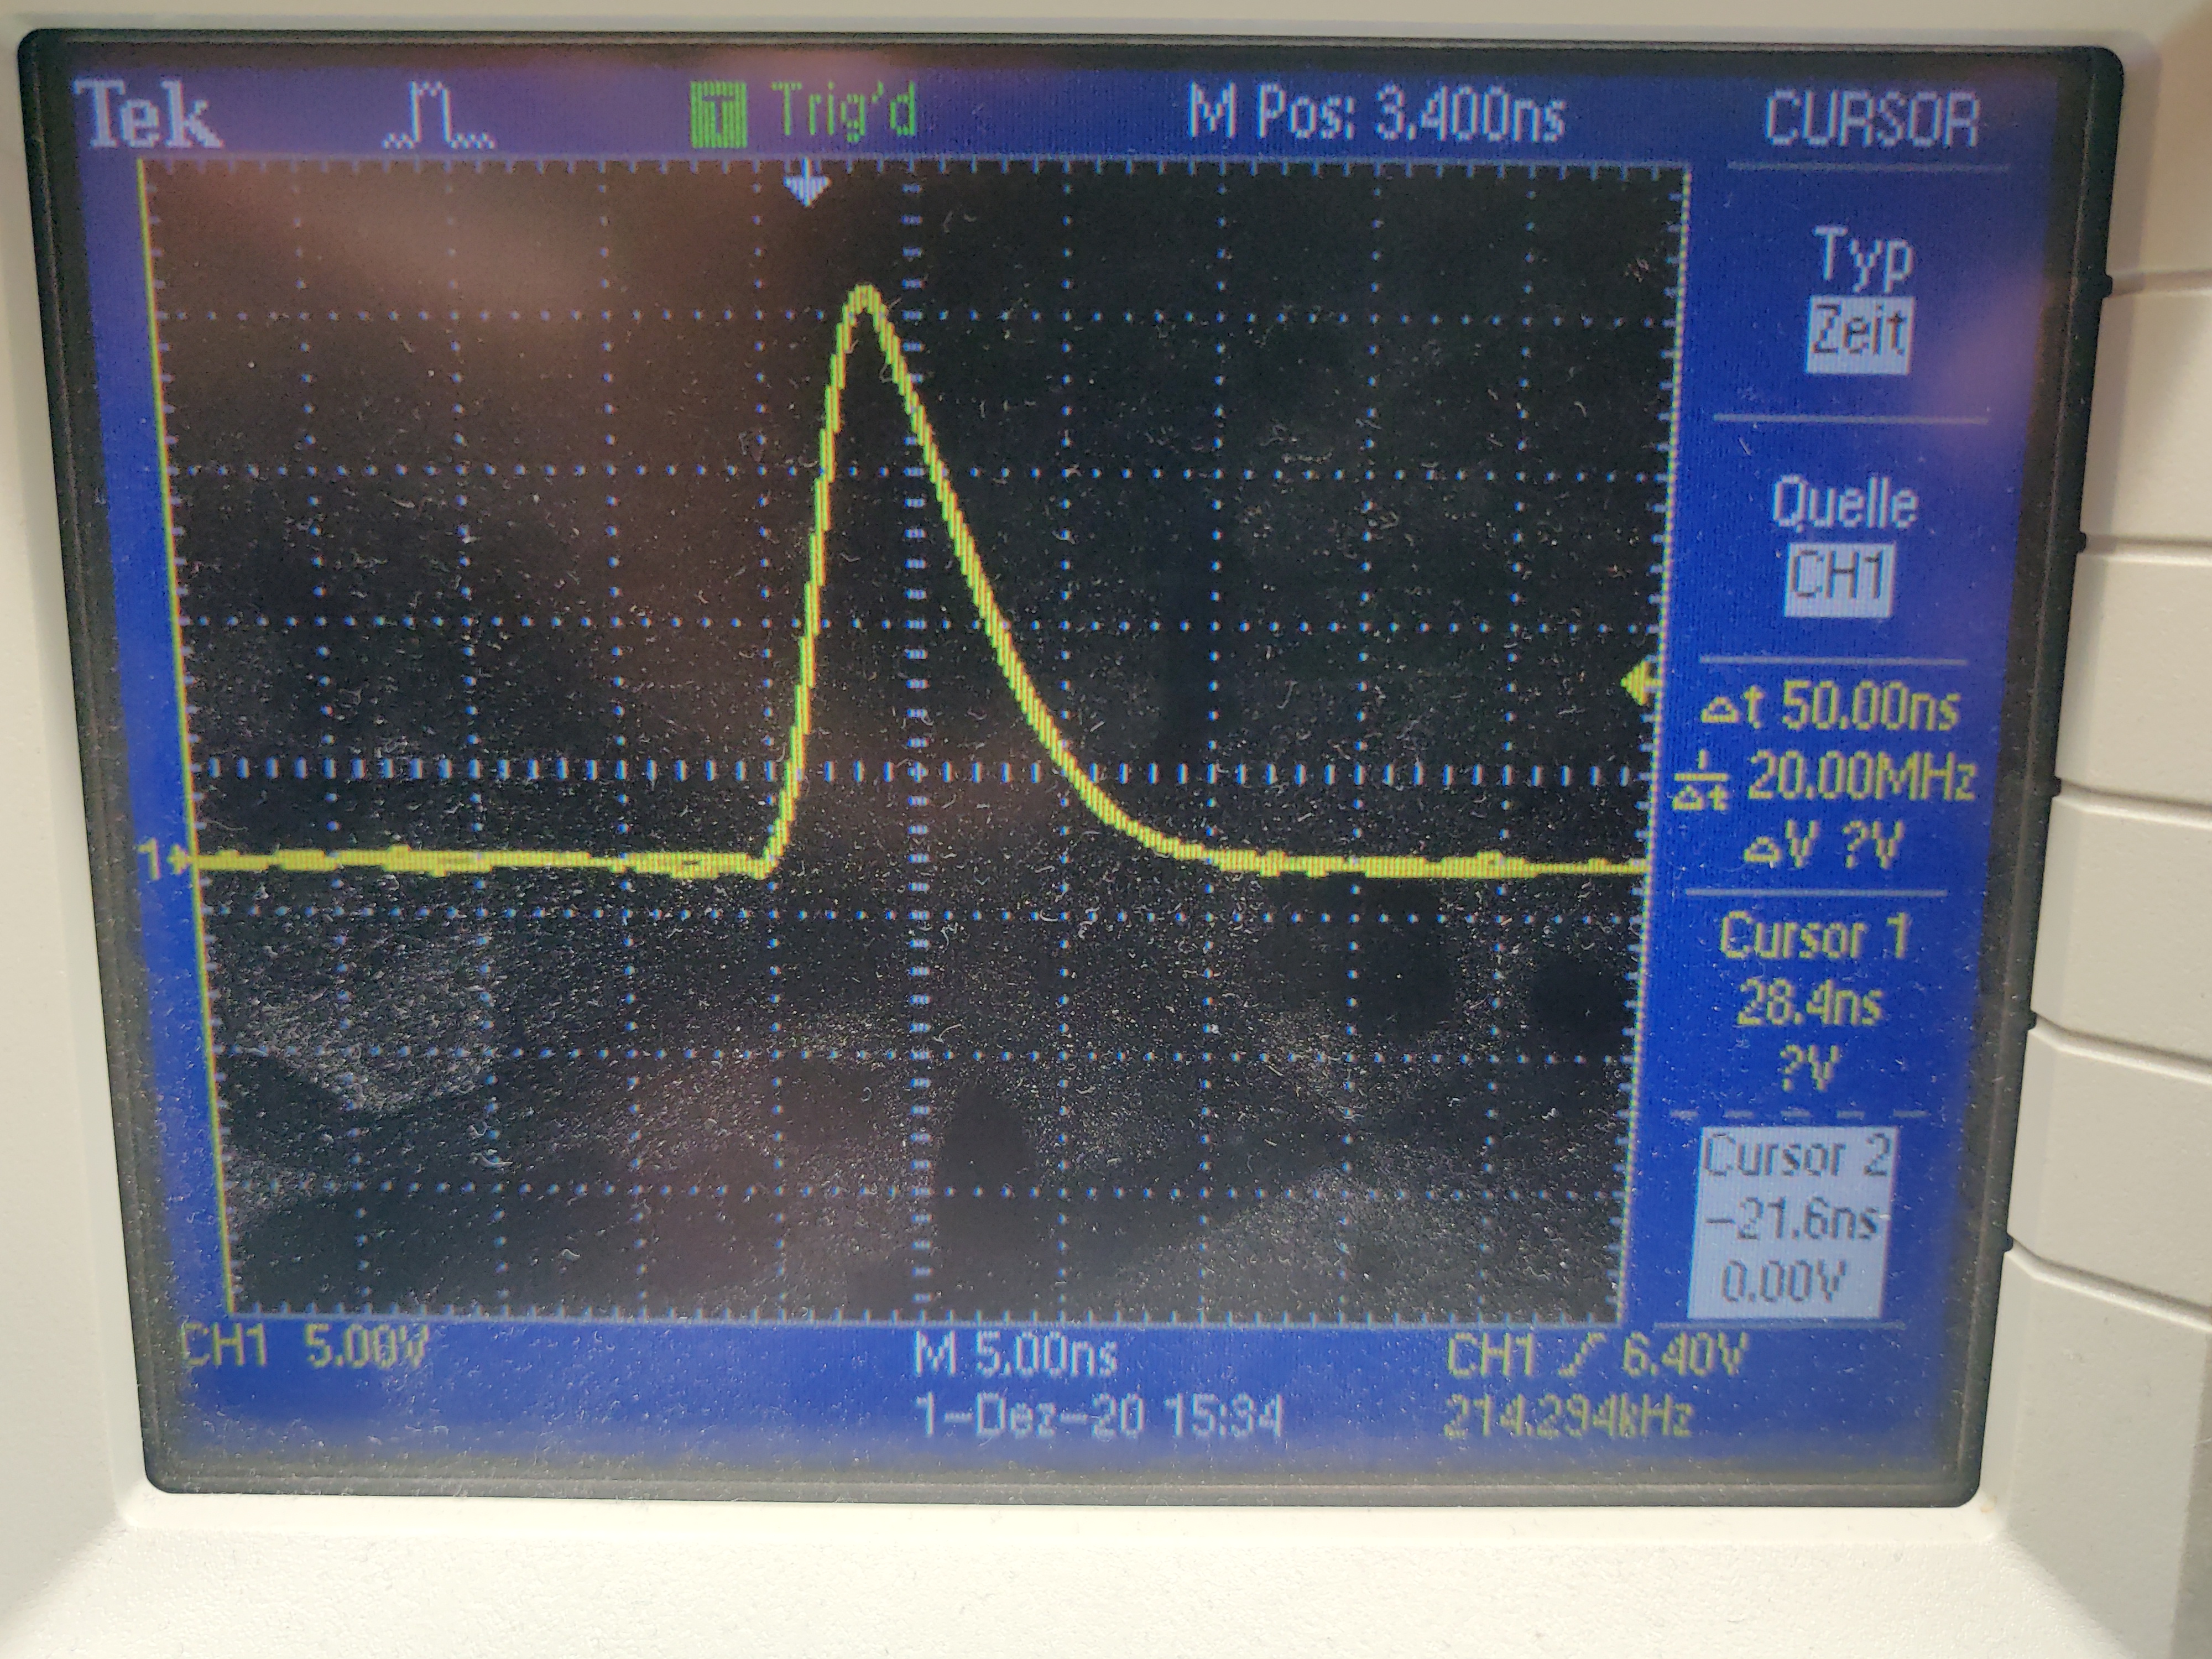 Tek T Trig'd M Pos: 3.400ns CURSOR
Typ
Zeit
Quelle
CH1
Δt 50.00ns
1/Δt 20.00MHz
ΔV ?V
1
Cursor 1
28.4ns
?V
Cursor 2
-21.6ns
0.00V
CH1 5.00V M 5.00ns CH1 6.40V
1-Dez-20 15:34 214.294kHz